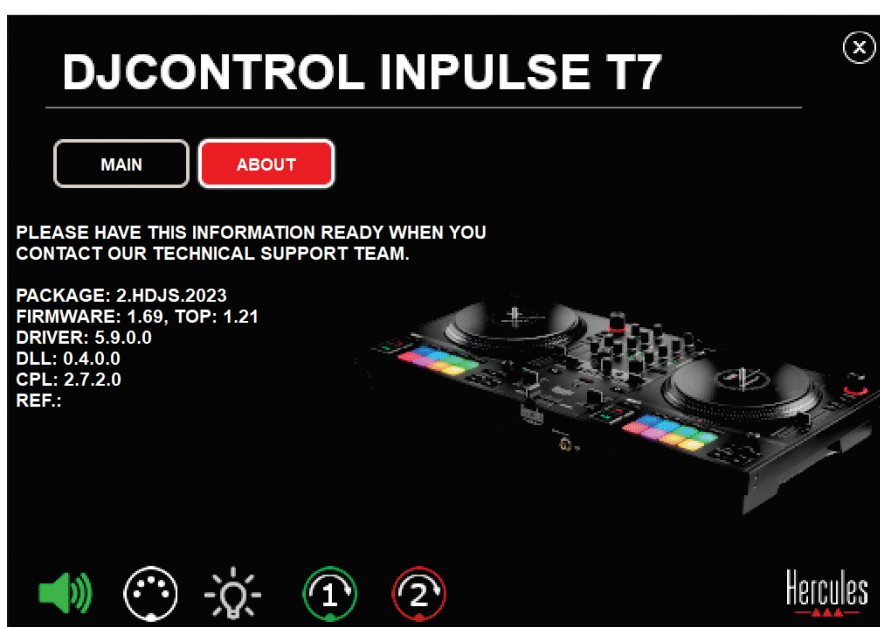 DJCONTROL INPULSE T7
MAIN
ABOUT
PLEASE HAVE THIS INFORMATION READY WHEN YOU
CONTACT OUR TECHNICAL SUPPORT TEAM.
PACKAGE: 2.HDJS.2023
FIRMWARE: 1.69, TOP: 1.21
DRIVER: 5.9.0.0
DLL: 0.4.0.0
CPL: 2.7.2.0
REF.:
1
2
Hercules